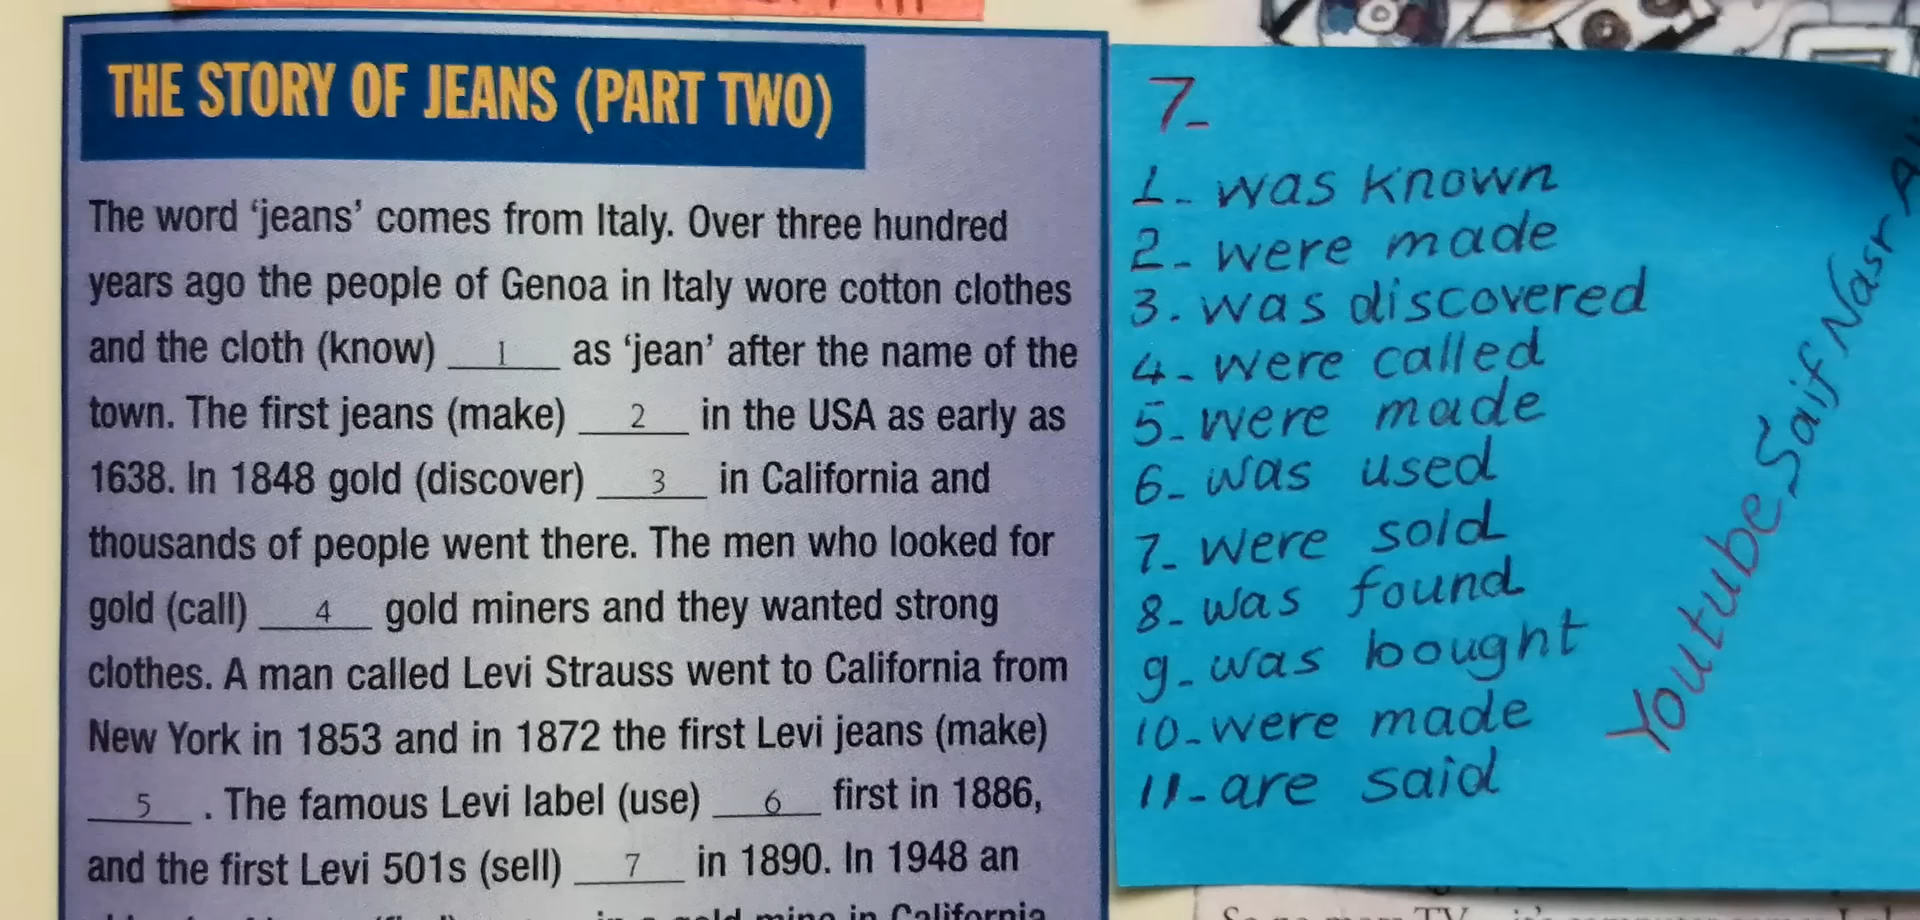 THE STORY OF JEANS (PART TWO)
The word ‘jeans’ comes from Italy. Over three hundred
years ago the people of Genoa in Italy wore cotton clothes
and the cloth (know) 1 as ‘jean’ after the name of the
town. The first jeans (make) 2 in the USA as early as
1638. In 1848 gold (discover) 3 in California and
thousands of people went there. The men who looked for
gold (call) 4 gold miners and they wanted strong
clothes. A man called Levi Strauss went to California from
New York in 1853 and in 1872 the first Levi jeans (make)
5 . The famous Levi label (use) 6 first in 1886,
and the first Levi 501s (sell) 7 in 1890. In 1948 an
in a gold mine in California
7-
1- was known
2- were made
3. was discovered
4- were called
5- were made
6- was used
7- were sold
8- was found
9- was bought
10- were made
11- are said
Youtube Saif Nasr